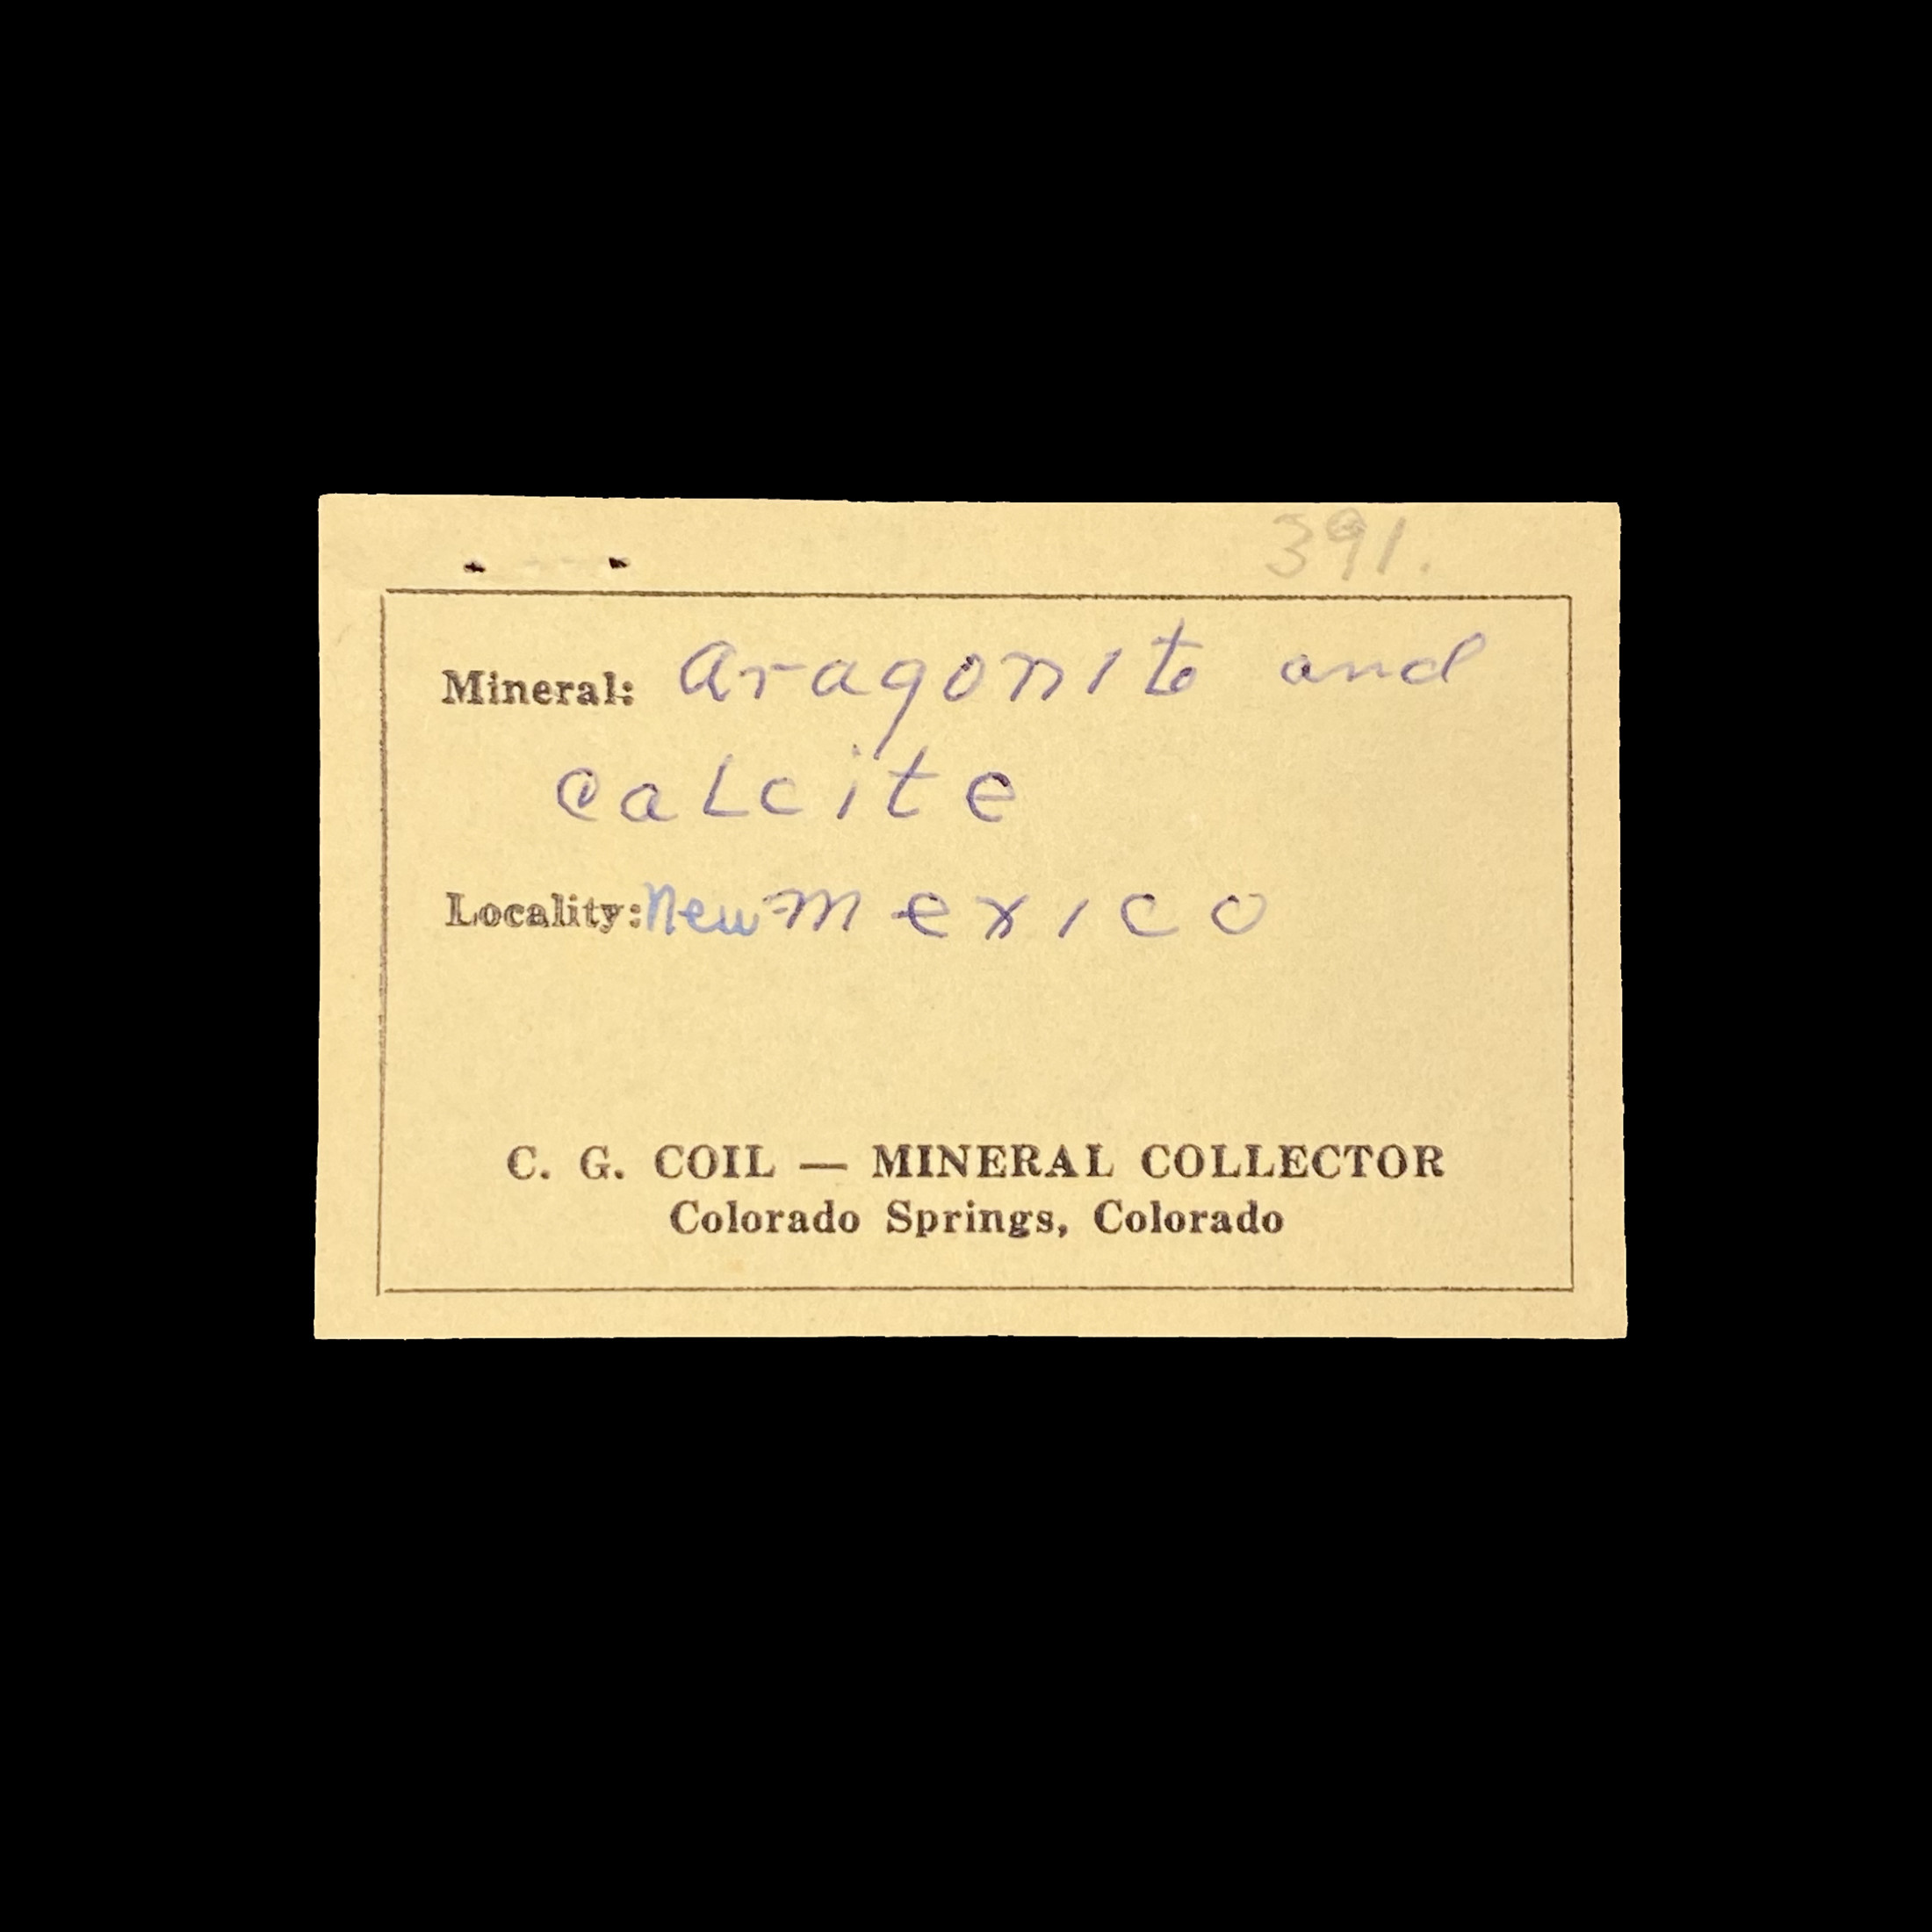 391.
Mineral: Aragonite and
calcite
Locality: New Mexico
C. G. COIL — MINERAL COLLECTOR
Colorado Springs, Colorado